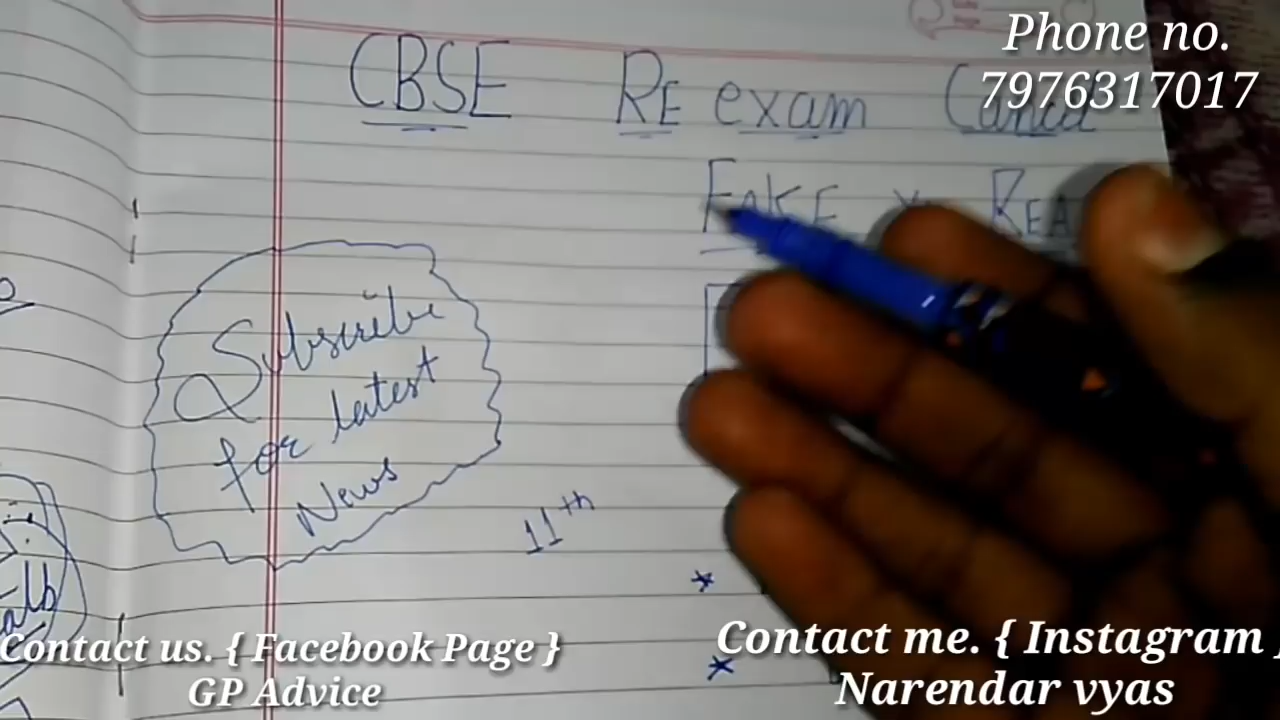 Phone no.
7976317017
CBSE RE exam
FAKE
Subscribe
for latest
News
11th
Contact us. { Facebook Page }
GP Advice
Contact me. { Instagram }
Narendar vyas